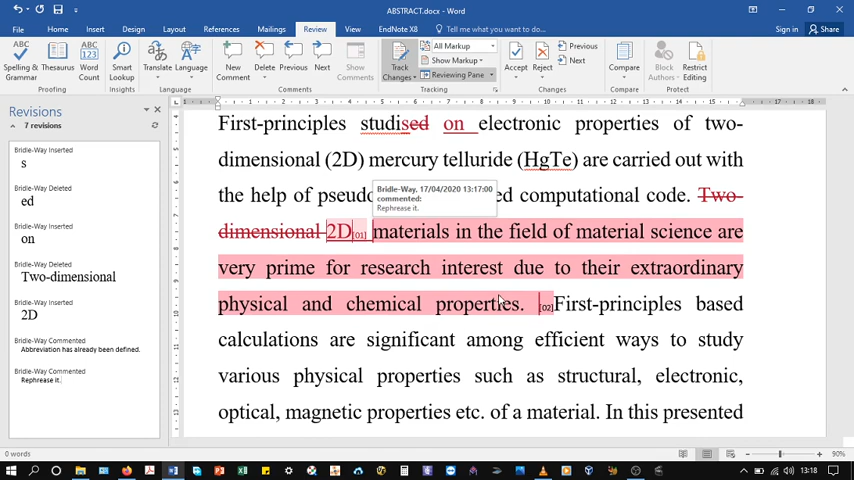 ABSTRACT.docx - Word
File Home Insert Design Layout References Mailings Review View EndNote X8 Tell me what you want to do... Sign in Share
Spelling & Grammar
Thesaurus
Word Count
Smart Lookup
Translate
Language
New Comment
Delete
Previous
Next
Show Comments
Track Changes
All Markup
Show Markup
Reviewing Pane
Accept
Reject
Previous
Next
Compare
Block Authors
Restrict Editing
Proofing Insights Language Comments Tracking Changes Compare Protect
Revisions
7 revisions
Bridle-Way Inserted
s
Bridle-Way Deleted
ed
Bridle-Way Inserted
on
Bridle-Way Deleted
Two-dimensional
Bridle-Way Inserted
2D
Bridle-Way Commented
Abbreviation has already been defined.
Bridle-Way Commented
Rephrease it.
First-principles studised on electronic properties of two-
dimensional (2D) mercury telluride (HgTe) are carried out with
the help of pseudo ed computational code. Two-
Bridle-Way, 17/04/2020 13:17:00
commented:
Rephrease it.
dimensional 2D[01] materials in the field of material science are
very prime for research interest due to their extraordinary
physical and chemical properties. [02]First-principles based
calculations are significant among efficient ways to study
various physical properties such as structural, electronic,
optical, magnetic properties etc. of a material. In this presented
0 words
90%
13:18